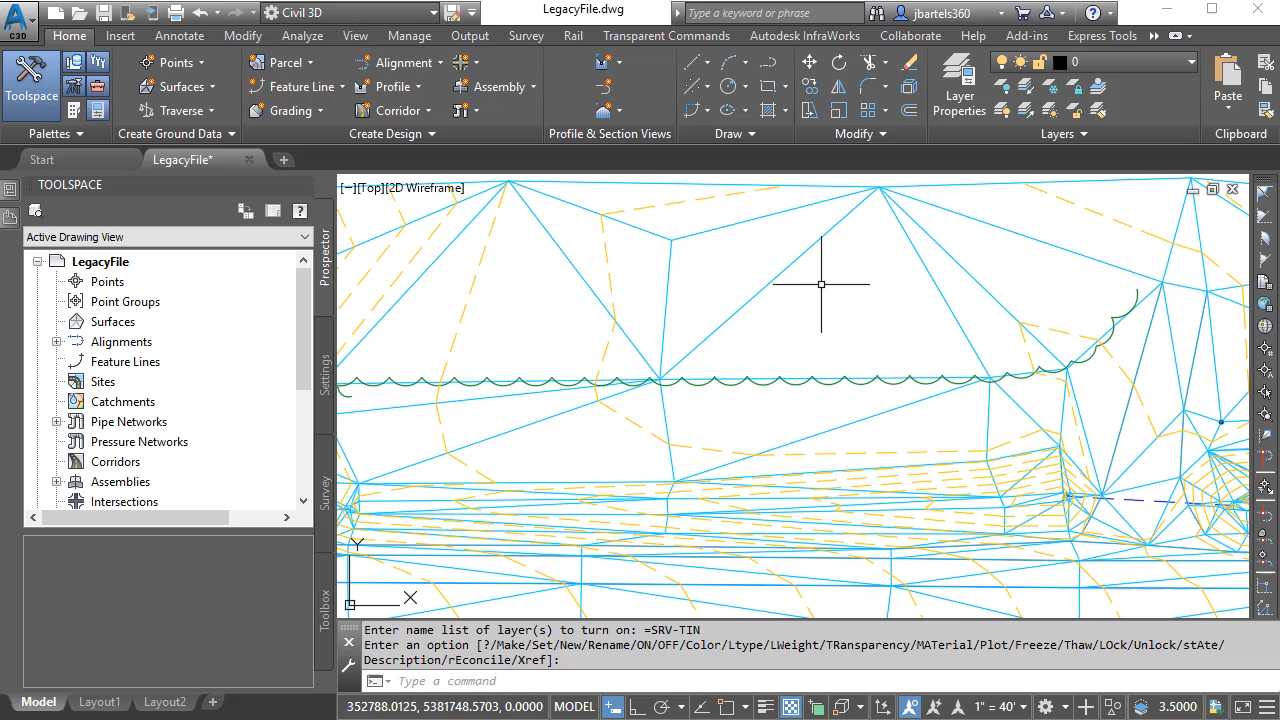 Civil 3D
LegacyFile.dwg
Type a keyword or phrase
jbartels360
C3D
Home
Insert
Annotate
Modify
Analyze
View
Manage
Output
Survey
Rail
Transparent Commands
Autodesk InfraWorks
Collaborate
Help
Add-ins
Express Tools
Toolspace
Points
Surfaces
Traverse
Parcel
Feature Line
Grading
Alignment
Profile
Corridor
Assembly
Layer
Properties
0
Paste
Palettes
Create Ground Data
Create Design
Profile & Section Views
Draw
Modify
Layers
Clipboard
Start
LegacyFile*
TOOLSPACE
Active Drawing View
LegacyFile
Points
Point Groups
Surfaces
Alignments
Feature Lines
Sites
Catchments
Pipe Networks
Pressure Networks
Corridors
Assemblies
Intersections
Prospector
Settings
Survey
Toolbox
[−][Top][2D Wireframe]
Y
X
Enter name list of layer(s) to turn on: =SRV-TIN
Enter an option [?/Make/Set/New/Rename/ON/OFF/Color/Ltype/LWeight/TRansparency/MATerial/Plot/Freeze/Thaw/LOck/Unlock/stAte/
Description/rEconcile/Xref]:
Type a command
Model
Layout1
Layout2
352788.0125, 5381748.5703, 0.0000
MODEL
1" = 40'
3.5000